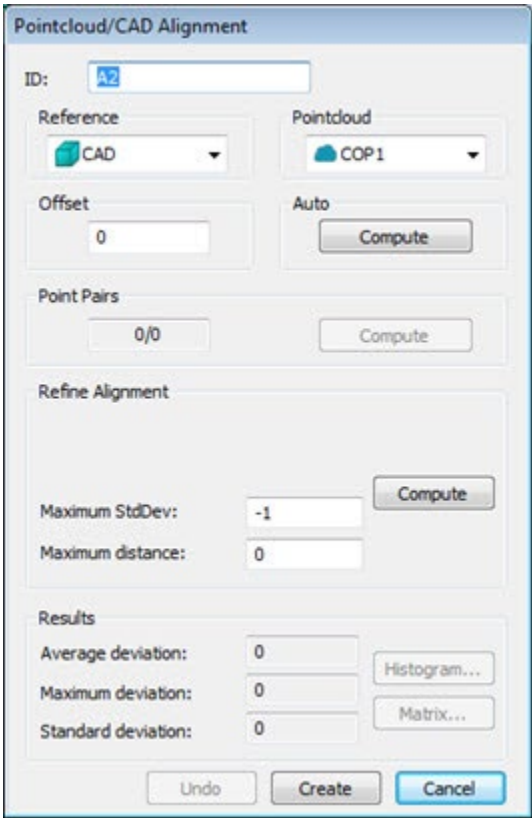 Pointcloud/CAD Alignment
ID: A2
Reference Pointcloud
CAD COP1
Offset Auto
0 Compute
Point Pairs
0/0 Compute
Refine Alignment
Compute
Maximum StdDev: -1
Maximum distance: 0
Results
Average deviation: 0
Histogram...
Maximum deviation: 0
Matrix...
Standard deviation: 0
Undo Create Cancel